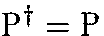 P† = P